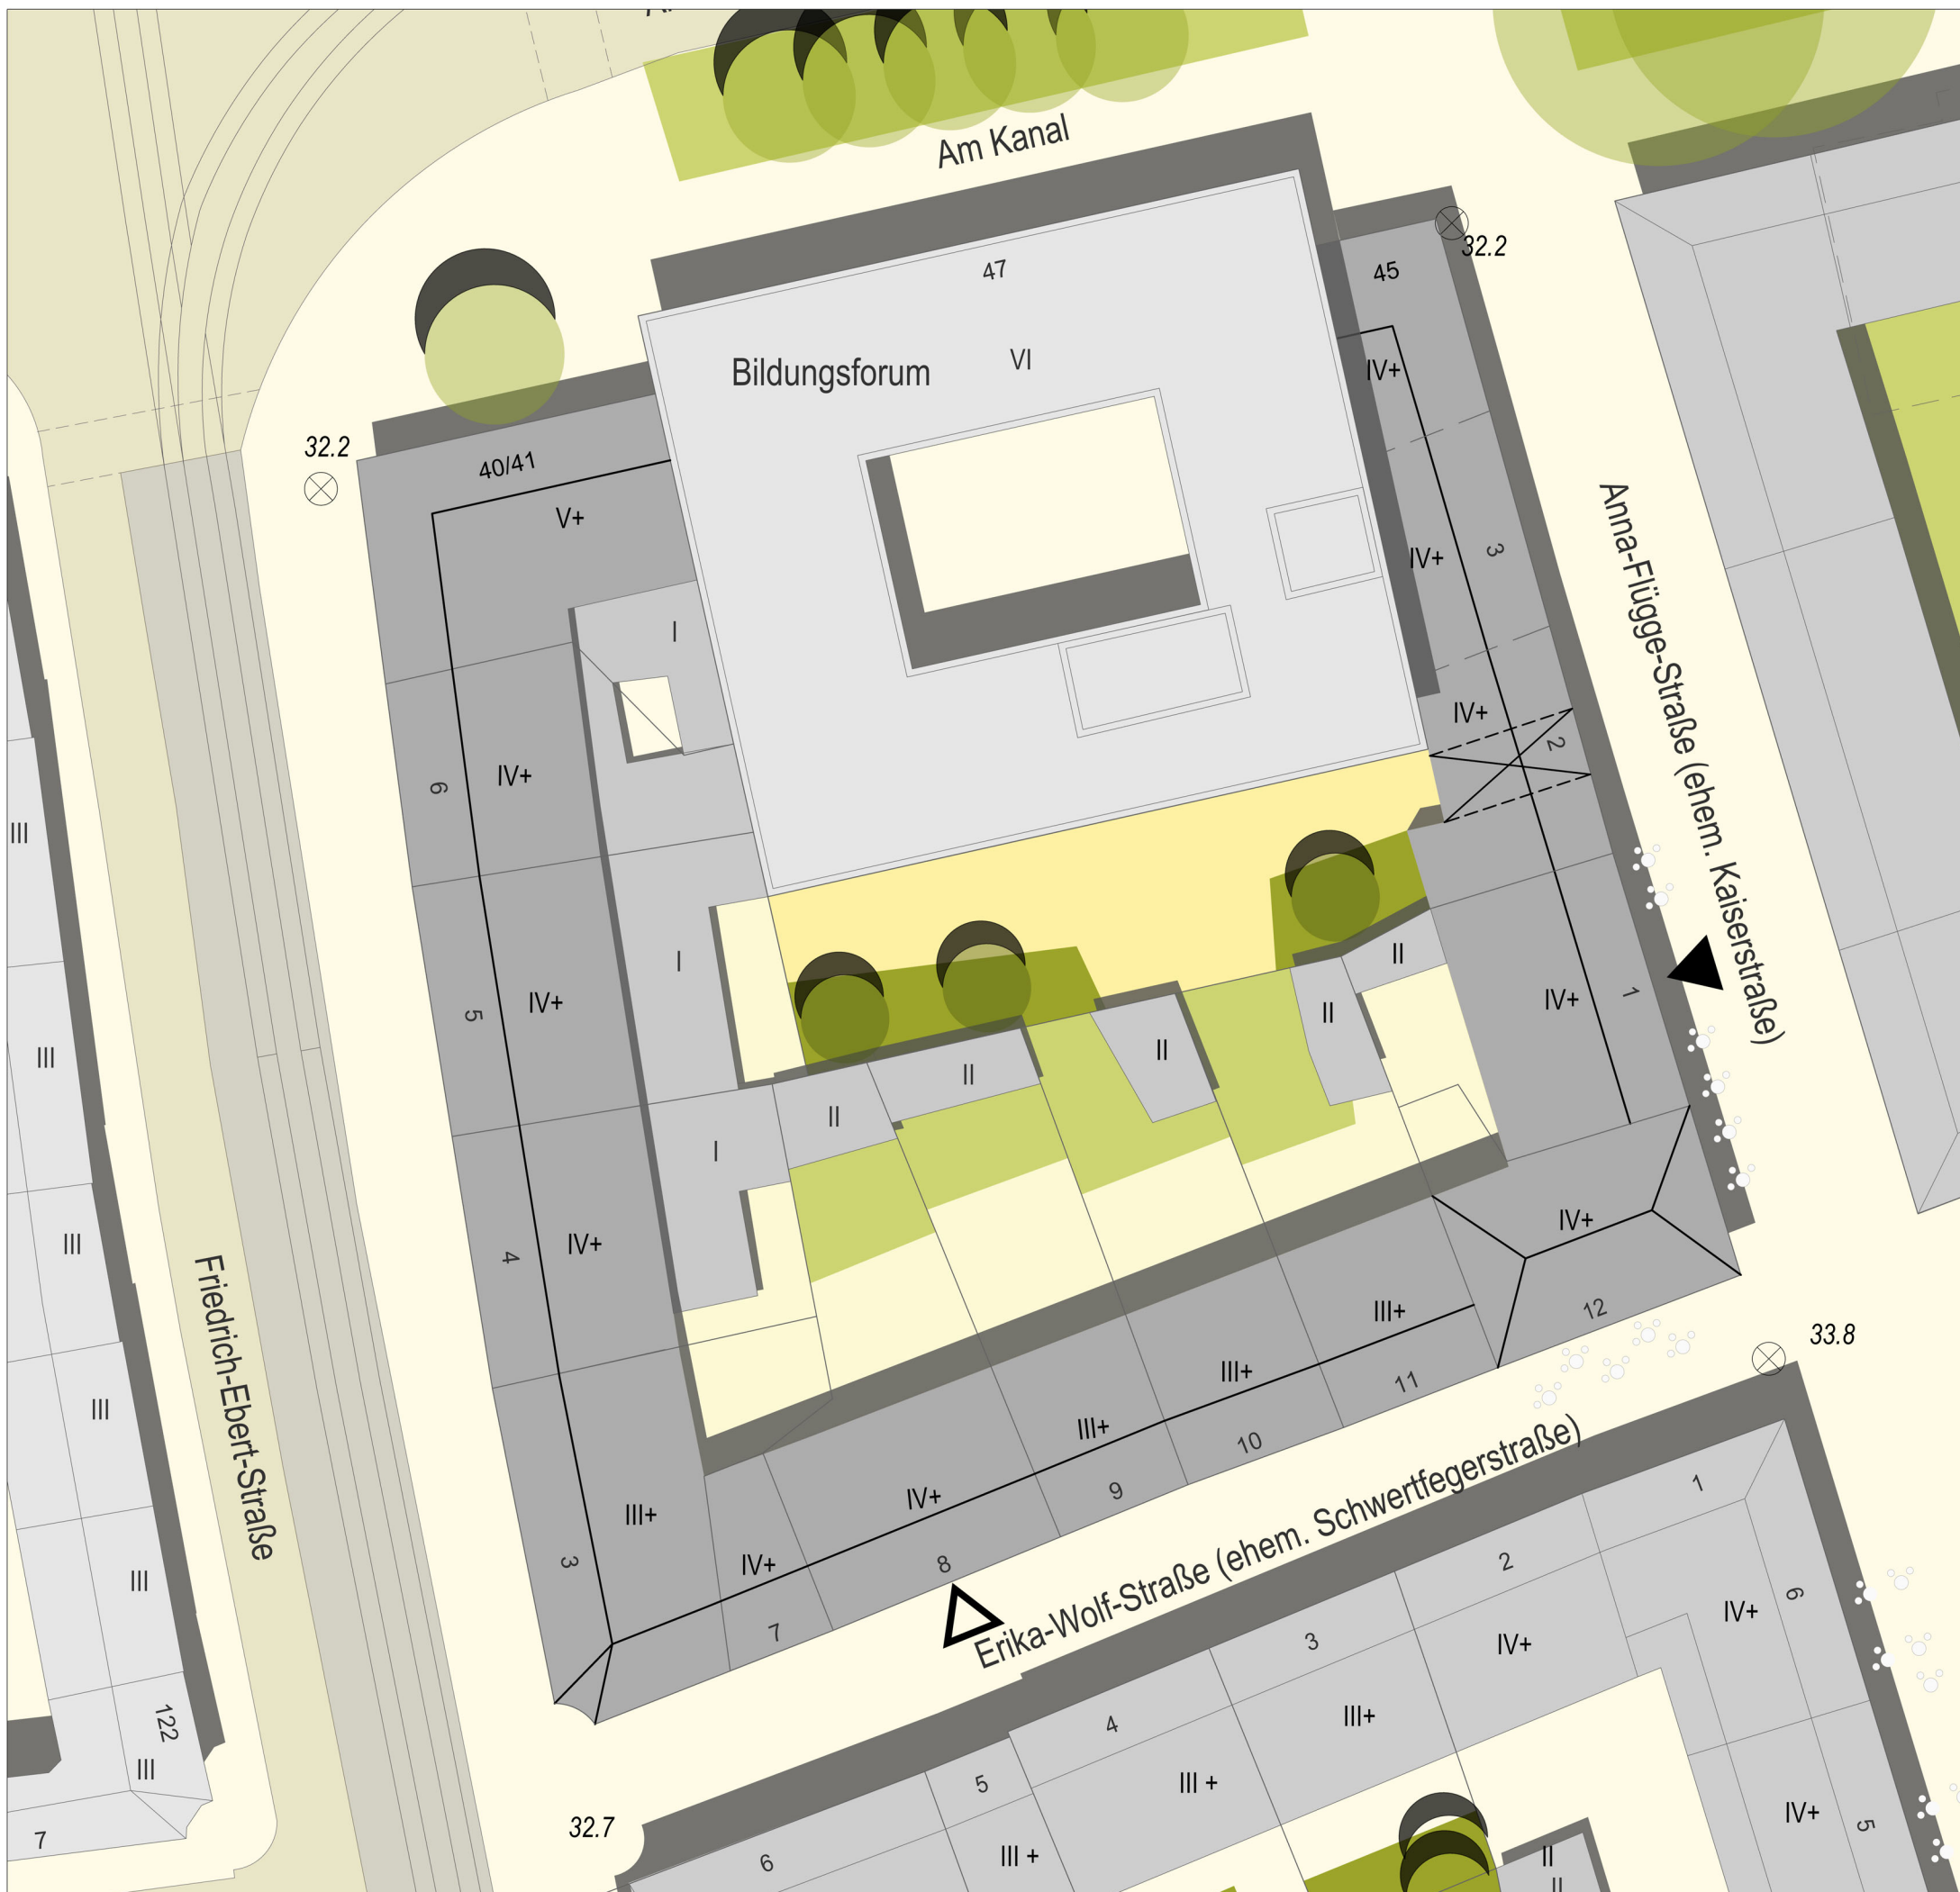 Am Kanal
47
45
32.2
Bildungsforum
VI
IV+
32.2
40/41
V+
IV+
3
Anna-Flügge-Straße (ehem. Kaiserstraße)
I
IV+
2
6
IV+
III
I
II
5
IV+
IV+
1
II
II
III
II
II
I
4
IV+
IV+
III
12
III+
33.8
11
III+
III
III+
10
9
IV+
Friedrich-Ebert-Straße
III+
3
IV+
8
7
Erika-Wolf-Straße (ehem. Schwertfegerstraße)
1
2
6
IV+
3
IV+
III
122
III
4
III+
III +
5
32.7
7
6
III +
IV+
5
II
II